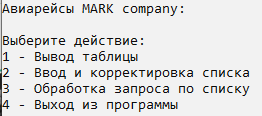 Авиарейсы MARK company:
Выберите действие:
1 - Вывод таблицы
2 - Ввод и корректировка списка
3 - Обработка запроса по списку
4 - Выход из программы